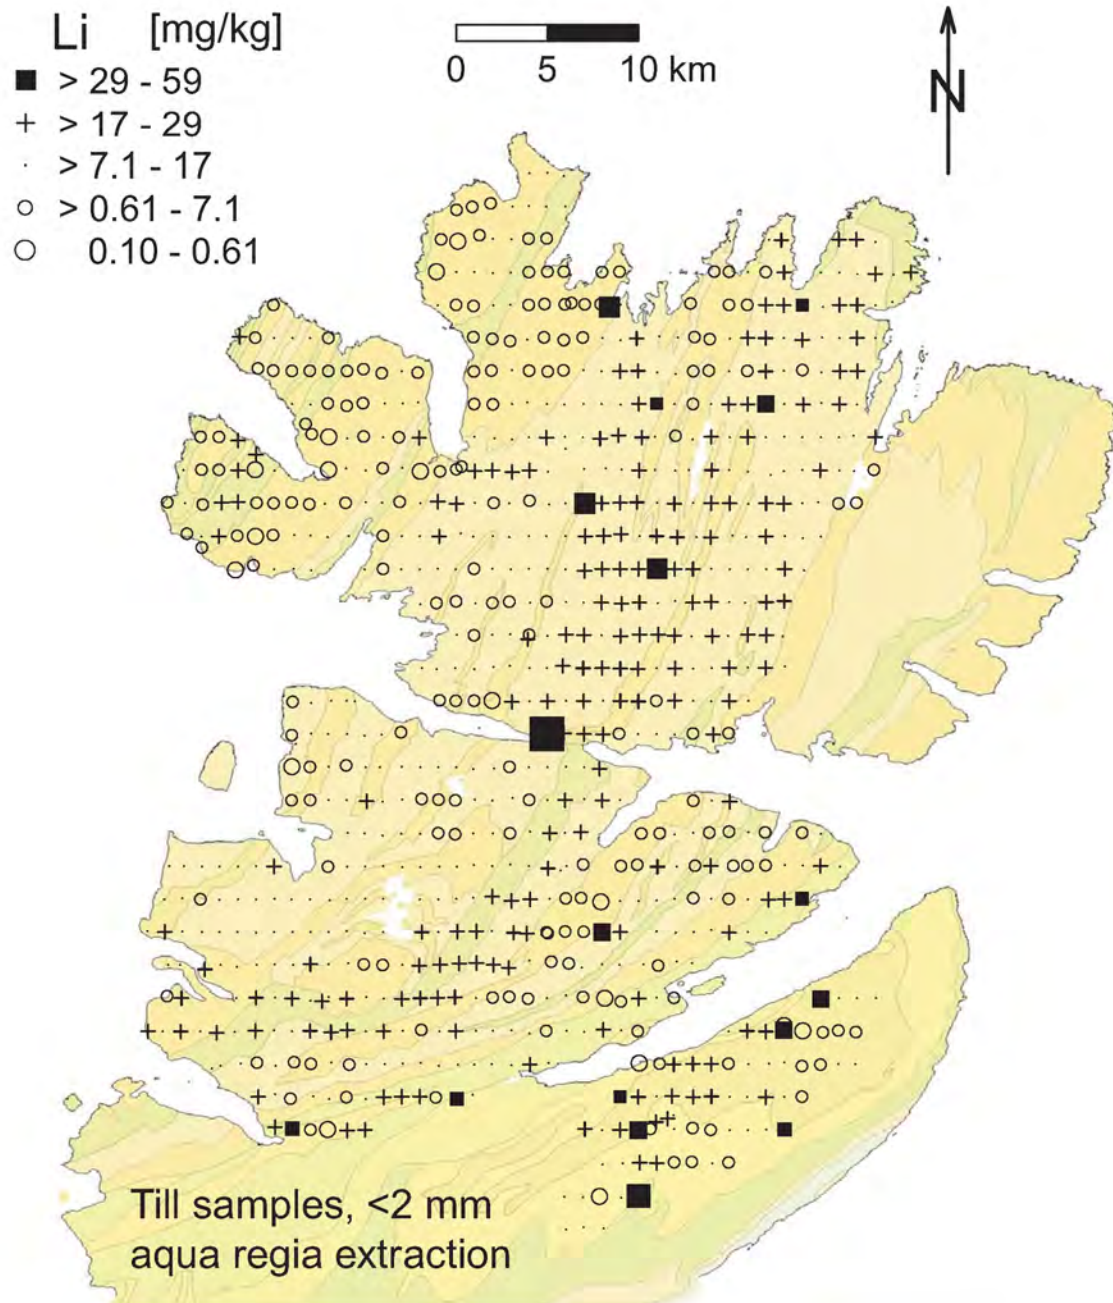 Li [mg/kg]
> 29 - 59
> 17 - 29
> 7.1 - 17
> 0.61 - 7.1
0.10 - 0.61
0 5 10 km
N
Till samples, <2 mm
aqua regia extraction